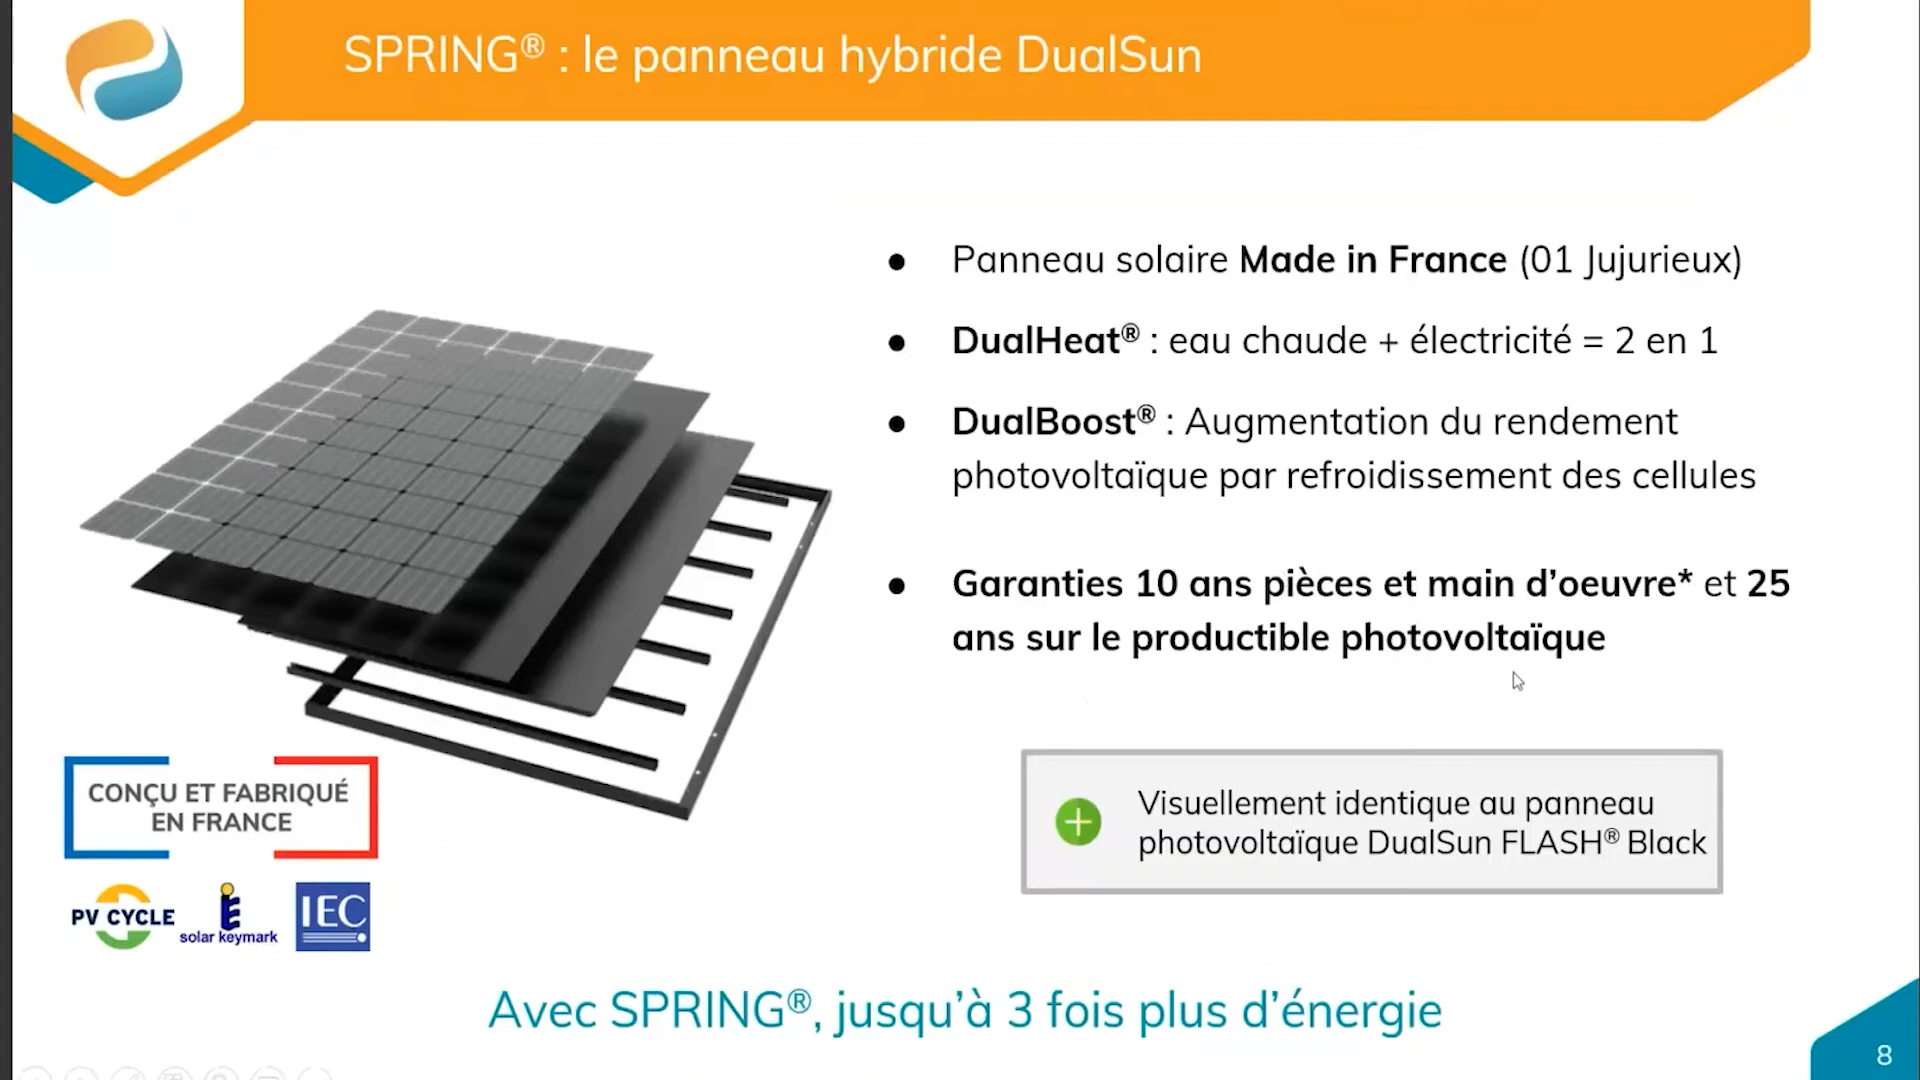 SPRING® : le panneau hybride DualSun
● Panneau solaire Made in France (01 Jujurieux)
● DualHeat® : eau chaude + électricité = 2 en 1
● DualBoost® : Augmentation du rendement
photovoltaïque par refroidissement des cellules
● Garanties 10 ans pièces et main d’oeuvre* et 25
ans sur le productible photovoltaïque
CONÇU ET FABRIQUÉ
EN FRANCE
PV CYCLE
solar keymark
IEC
Visuellement identique au panneau
photovoltaïque DualSun FLASH® Black
Avec SPRING®, jusqu’à 3 fois plus d’énergie
8